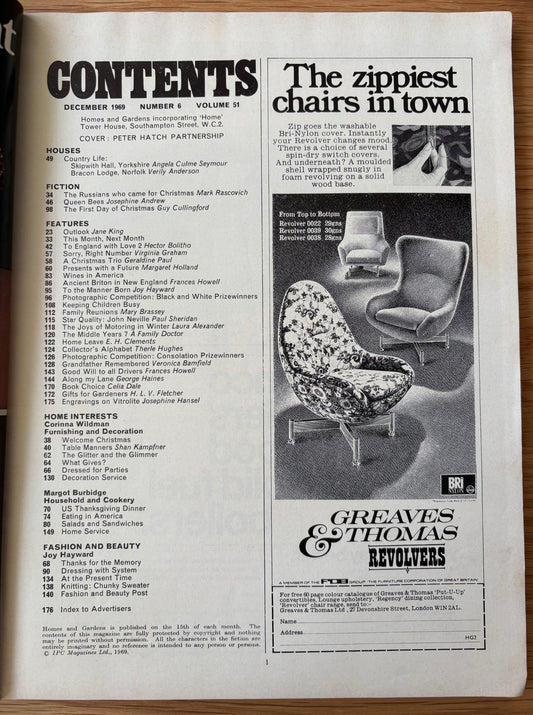 CONTENTS
DECEMBER 1969 NUMBER 6 VOLUME 51
Homes and Gardens incorporating 'Home'
Tower House, Southampton Street, W.C.2.
COVER: PETER HATCH PARTNERSHIP
HOUSES
49 Country Life:
Skipwith Hall, Yorkshire Angela Culme Seymour
Bracon Lodge, Norfolk Verily Anderson
FICTION
34 The Russians who came for Christmas Mark Rascovich
46 Queen Bees Josephine Andrew
98 The First Day of Christmas Guy Cullingford
FEATURES
23 Outlook Jane King
33 This Month, Next Month
42 To England with Love 2 Hector Bolitho
57 Sorry, Right Number Virginia Graham
58 A Christmas Trio Geraldine Paul
60 Presents with a Future Margaret Holland
83 Wines in America
86 Ancient Briton in New England Frances Howell
95 To the Manner Born Joy Hayward
96 Photographic Competition: Black and White Prizewinners
108 Keeping Children Busy
112 Family Reunions Mary Brassey
115 Star Quality: John Neville Paul Sheridan
118 The Joys of Motoring in Winter Laura Alexander
120 The Middle Years 7 A Family Doctor
122 Home Leave E. H. Clements
124 Collector's Alphabet Therle Hughes
126 Photographic Competition: Consolation Prizewinners
128 Grandfather Remembered Veronica Bamfield
143 Good Will to all Drivers Frances Howell
144 Along my Lane George Haines
170 Book Choice Celia Dale
172 Gifts for Gardeners H. L. V. Fletcher
175 Engravings on Vitrolite Josephine Hansel
HOME INTERESTS
Corinna Wildman
Furnishing and Decoration
38 Welcome Christmas
40 Table Manners Shan Kampfner
62 The Glitter and the Glimmer
64 What Gives?
66 Dressed for Parties
130 Decoration Service
Margot Burbidge
Household and Cookery
70 US Thanksgiving Dinner
74 Eating in America
80 Salads and Sandwiches
149 Home Service
FASHION AND BEAUTY
Joy Hayward
68 Thanks for the Memory
90 Dressing with System
134 At the Present Time
138 Knitting: Chunky Sweater
140 Fashion and Beauty Post
176 Index to Advertisers
Homes and Gardens is published on the 15th of each month. The
contents of this magazine are fully protected by copyright and nothing
may be printed without permission. All the characters in the fiction are
entirely imaginary and no reference is intended to any person or persons.
© IPC Magazines Ltd., 1969.
1
The zippiest
chairs in town
Zip goes the washable
Bri-Nylon cover. Instantly
your Revolver changes mood.
There is a choice of several
spin-dry switch covers.
And underneath? A moulded
shell wrapped snugly in
foam revolving on a solid
wood base.
From Top to Bottom
Revolver 0022 29gns
Revolver 0039 30gns
Revolver 0038 28gns
BRI
NYLON
GREAVES
& THOMAS
REVOLVERS
A MEMBER OF THE GROUP THE FURNITURE CORPORATION OF GREAT BRITAIN
For free 60 page colour catalogue of Greaves & Thomas 'Put-U-Up'
convertibles, Lounge upholstery, 'Regency' dining collection,
'Revolver' chair range, send to:-
Greaves & Thomas Ltd., 27 Devonshire Street, London W1N 2AL.
Name
Address
HG2